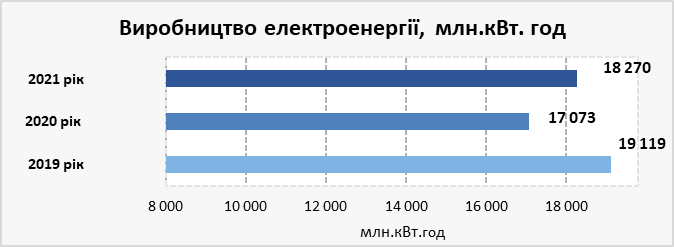 Виробництво електроенергії, млн.кВт. год
2021 рік
18 270
2020 рік
17 073
2019 рік
19 119
8 000 10 000 12 000 14 000 16 000 18 000
млн.кВт.год